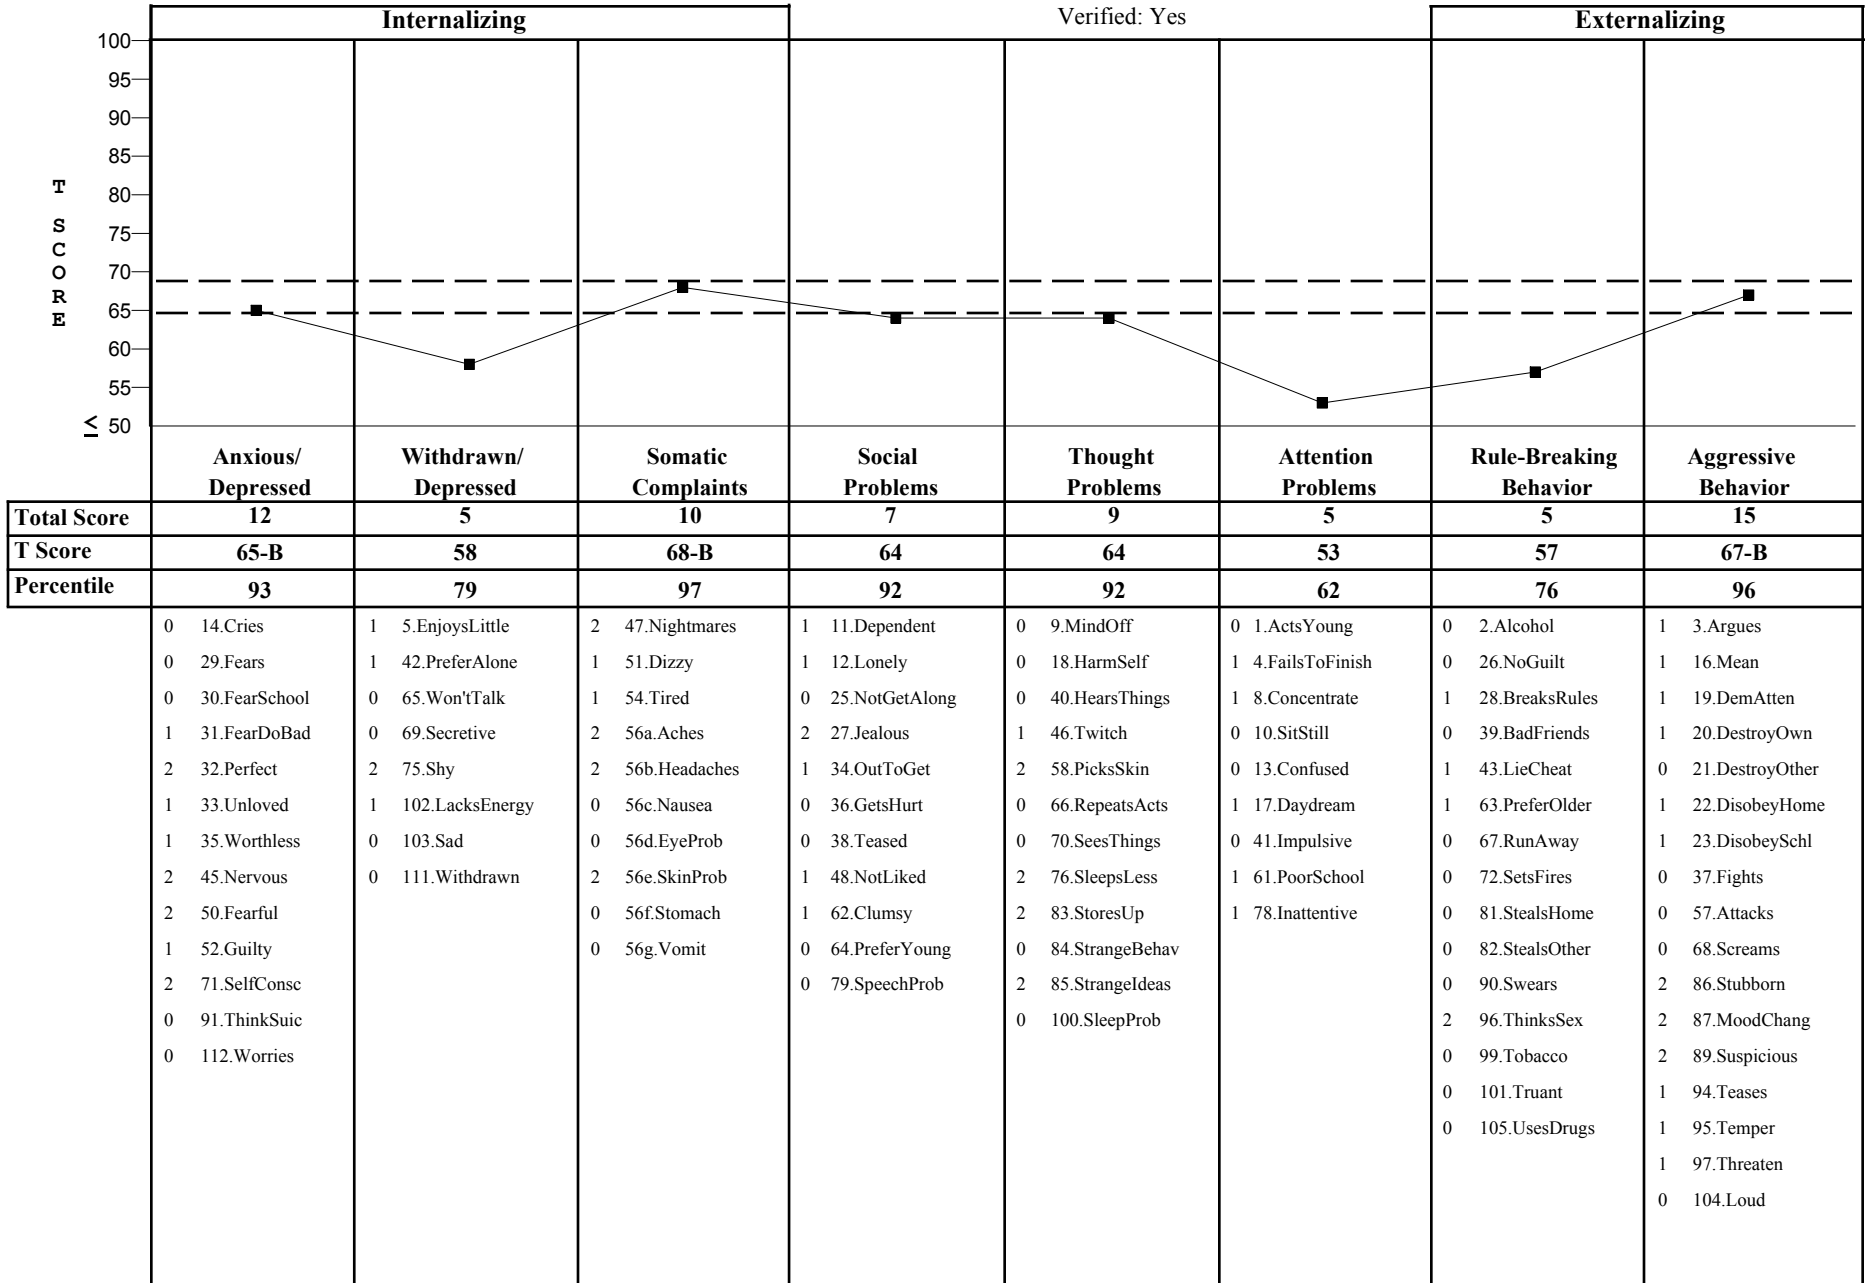 Internalizing Verified: Yes Externalizing
100
95
90
85
80
75
70
65
60
55
≤ 50
T SCORE
Anxious/ Withdrawn/ Somatic Social Thought Attention Rule-Breaking Aggressive
Depressed Depressed Complaints Problems Problems Problems Behavior Behavior
Total Score 12 5 10 7 9 5 5 15
T Score 65-B 58 68-B 64 64 53 57 67-B
Percentile 93 79 97 92 92 62 76 96
0 14.Cries 1 5.EnjoysLittle 2 47.Nightmares 1 11.Dependent 0 9.MindOff 0 1.ActsYoung 0 2.Alcohol 1 3.Argues
0 29.Fears 1 42.PreferAlone 1 51.Dizzy 1 12.Lonely 0 18.HarmSelf 1 4.FailsToFinish 0 26.NoGuilt 1 16.Mean
0 30.FearSchool 0 65.Won'tTalk 1 54.Tired 0 25.NotGetAlong 0 40.HearsThings 1 8.Concentrate 1 28.BreaksRules 1 19.DemAtten
1 31.FearDoBad 0 69.Secretive 2 56a.Aches 2 27.Jealous 1 46.Twitch 0 10.SitStill 0 39.BadFriends 1 20.DestroyOwn
2 32.Perfect 2 75.Shy 2 56b.Headaches 1 34.OutToGet 2 58.PicksSkin 0 13.Confused 1 43.LieCheat 0 21.DestroyOther
1 33.Unloved 1 102.LacksEnergy 0 56c.Nausea 0 36.GetsHurt 0 66.RepeatsActs 1 17.Daydream 1 63.PreferOlder 1 22.DisobeyHome
1 35.Worthless 0 103.Sad 0 56d.EyeProb 0 38.Teased 0 70.SeesThings 0 41.Impulsive 0 67.RunAway 1 23.DisobeySchl
2 45.Nervous 0 111.Withdrawn 2 56e.SkinProb 1 48.NotLiked 2 76.SleepsLess 1 61.PoorSchool 0 72.SetsFires 0 37.Fights
2 50.Fearful 0 56f.Stomach 1 62.Clumsy 2 83.StoresUp 1 78.Inattentive 0 81.StealsHome 0 57.Attacks
1 52.Guilty 0 56g.Vomit 0 64.PreferYoung 0 84.StrangeBehav 0 82.StealsOther 0 68.Screams
2 71.SelfConsc 0 79.SpeechProb 2 85.StrangeIdeas 0 90.Swears 2 86.Stubborn
0 91.ThinkSuic 0 100.SleepProb 2 96.ThinksSex 2 87.MoodChang
0 112.Worries 0 99.Tobacco 2 89.Suspicious
0 101.Truant 1 94.Teases
0 105.UsesDrugs 1 95.Temper
1 97.Threaten
0 104.Loud